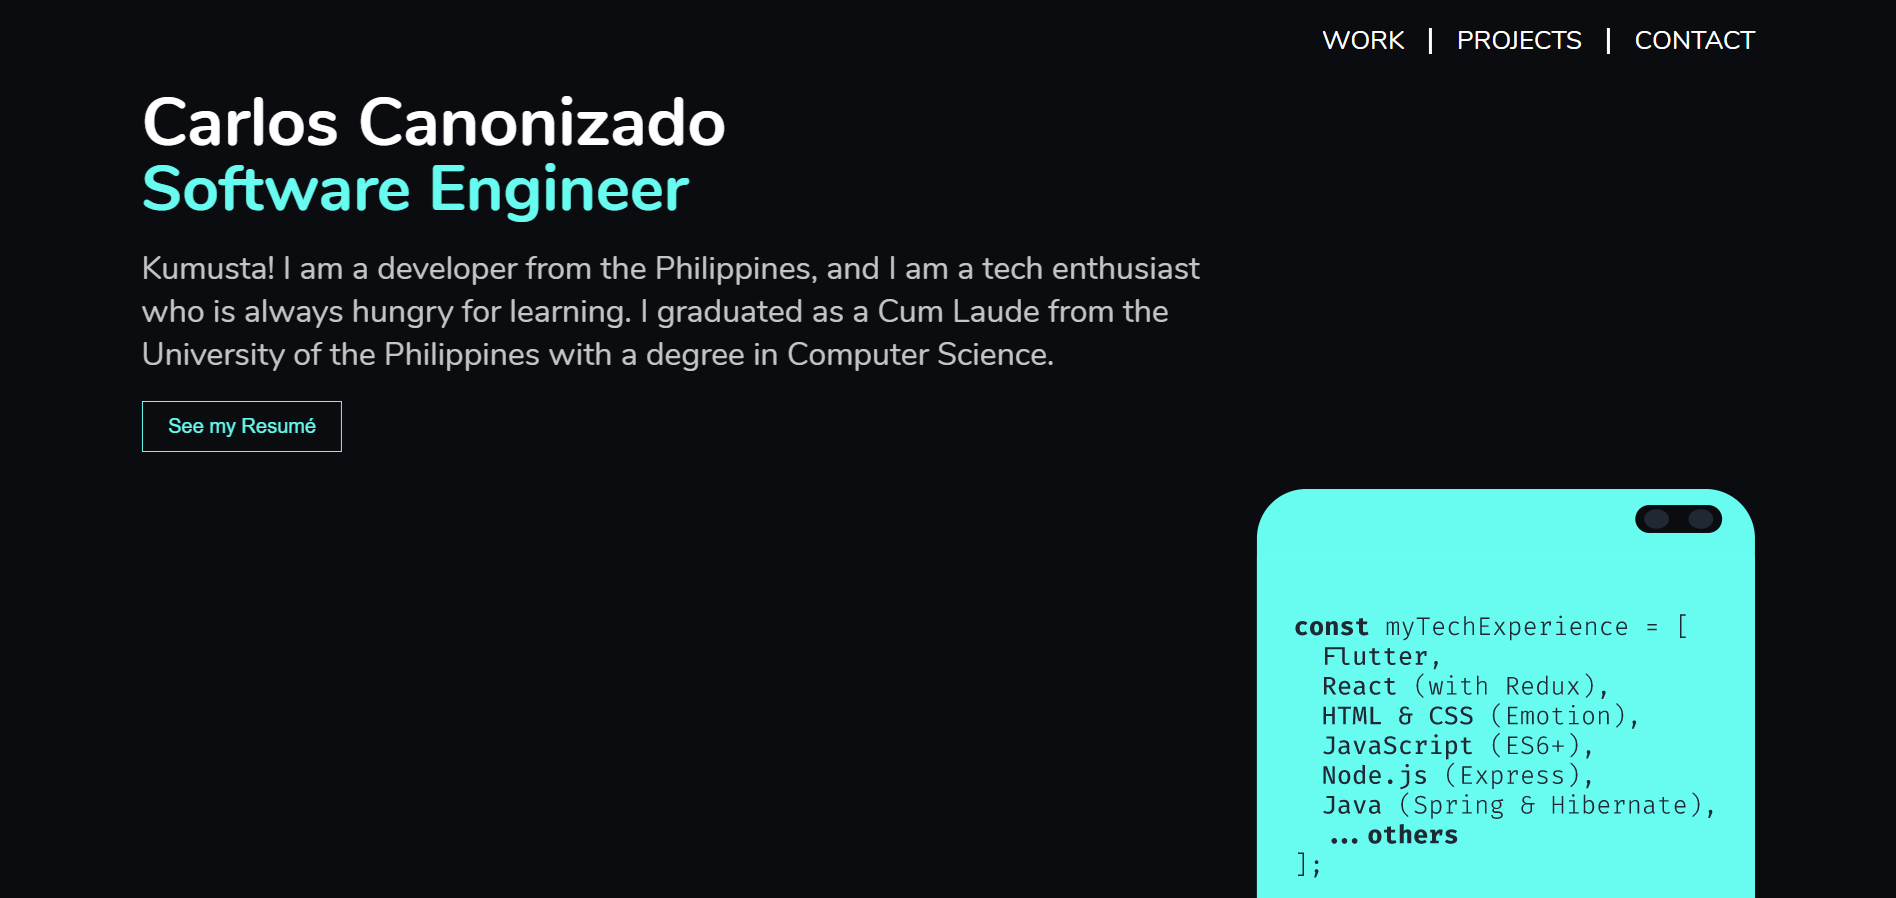 WORK | PROJECTS | CONTACT
Carlos Canonizado
Software Engineer
Kumusta! I am a developer from the Philippines, and I am a tech enthusiast
who is always hungry for learning. I graduated as a Cum Laude from the
University of the Philippines with a degree in Computer Science.
See my Resumé
const myTechExperience = [
Flutter,
React (with Redux),
HTML & CSS (Emotion),
JavaScript (ES6+),
Node.js (Express),
Java (Spring & Hibernate),
...others
];